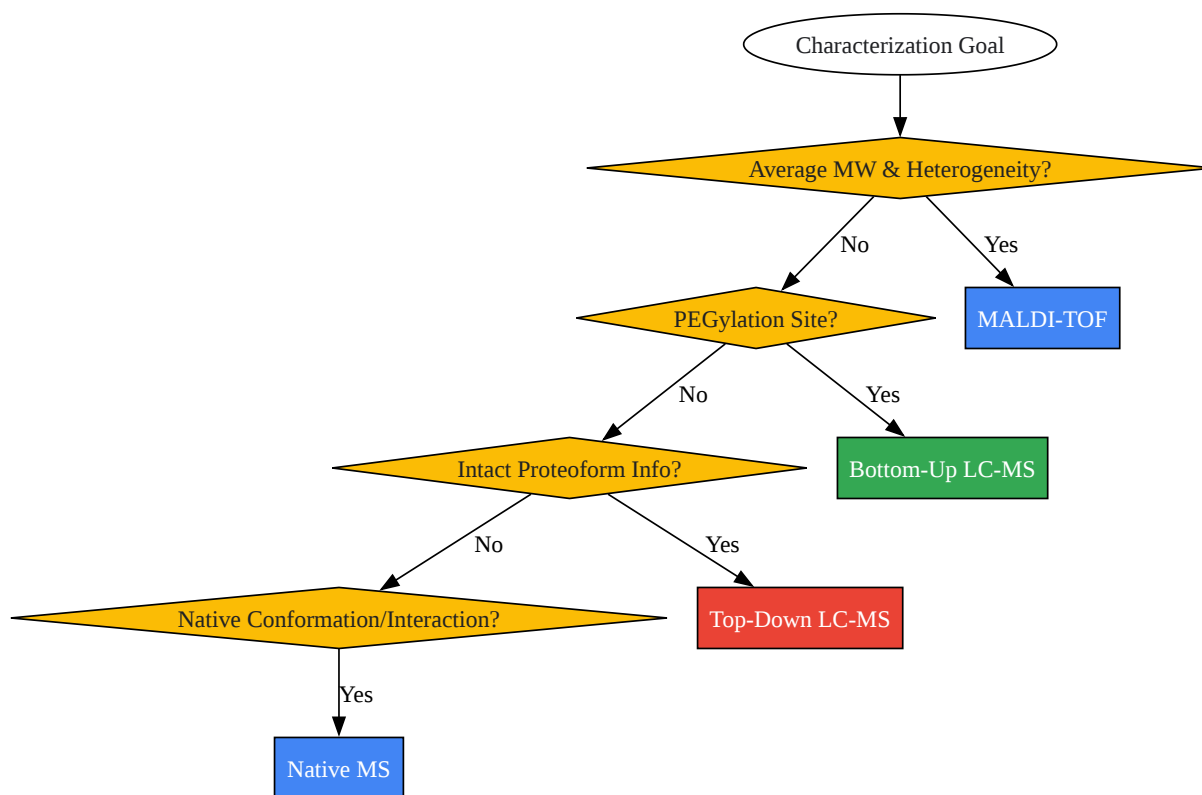 Characterization Goal
Average MW & Heterogeneity?
No
Yes
PEGylation Site?
MALDI-TOF
No
Yes
Intact Proteoform Info?
Bottom-Up LC-MS
No
Yes
Native Conformation/Interaction?
Top-Down LC-MS
Yes
Native MS